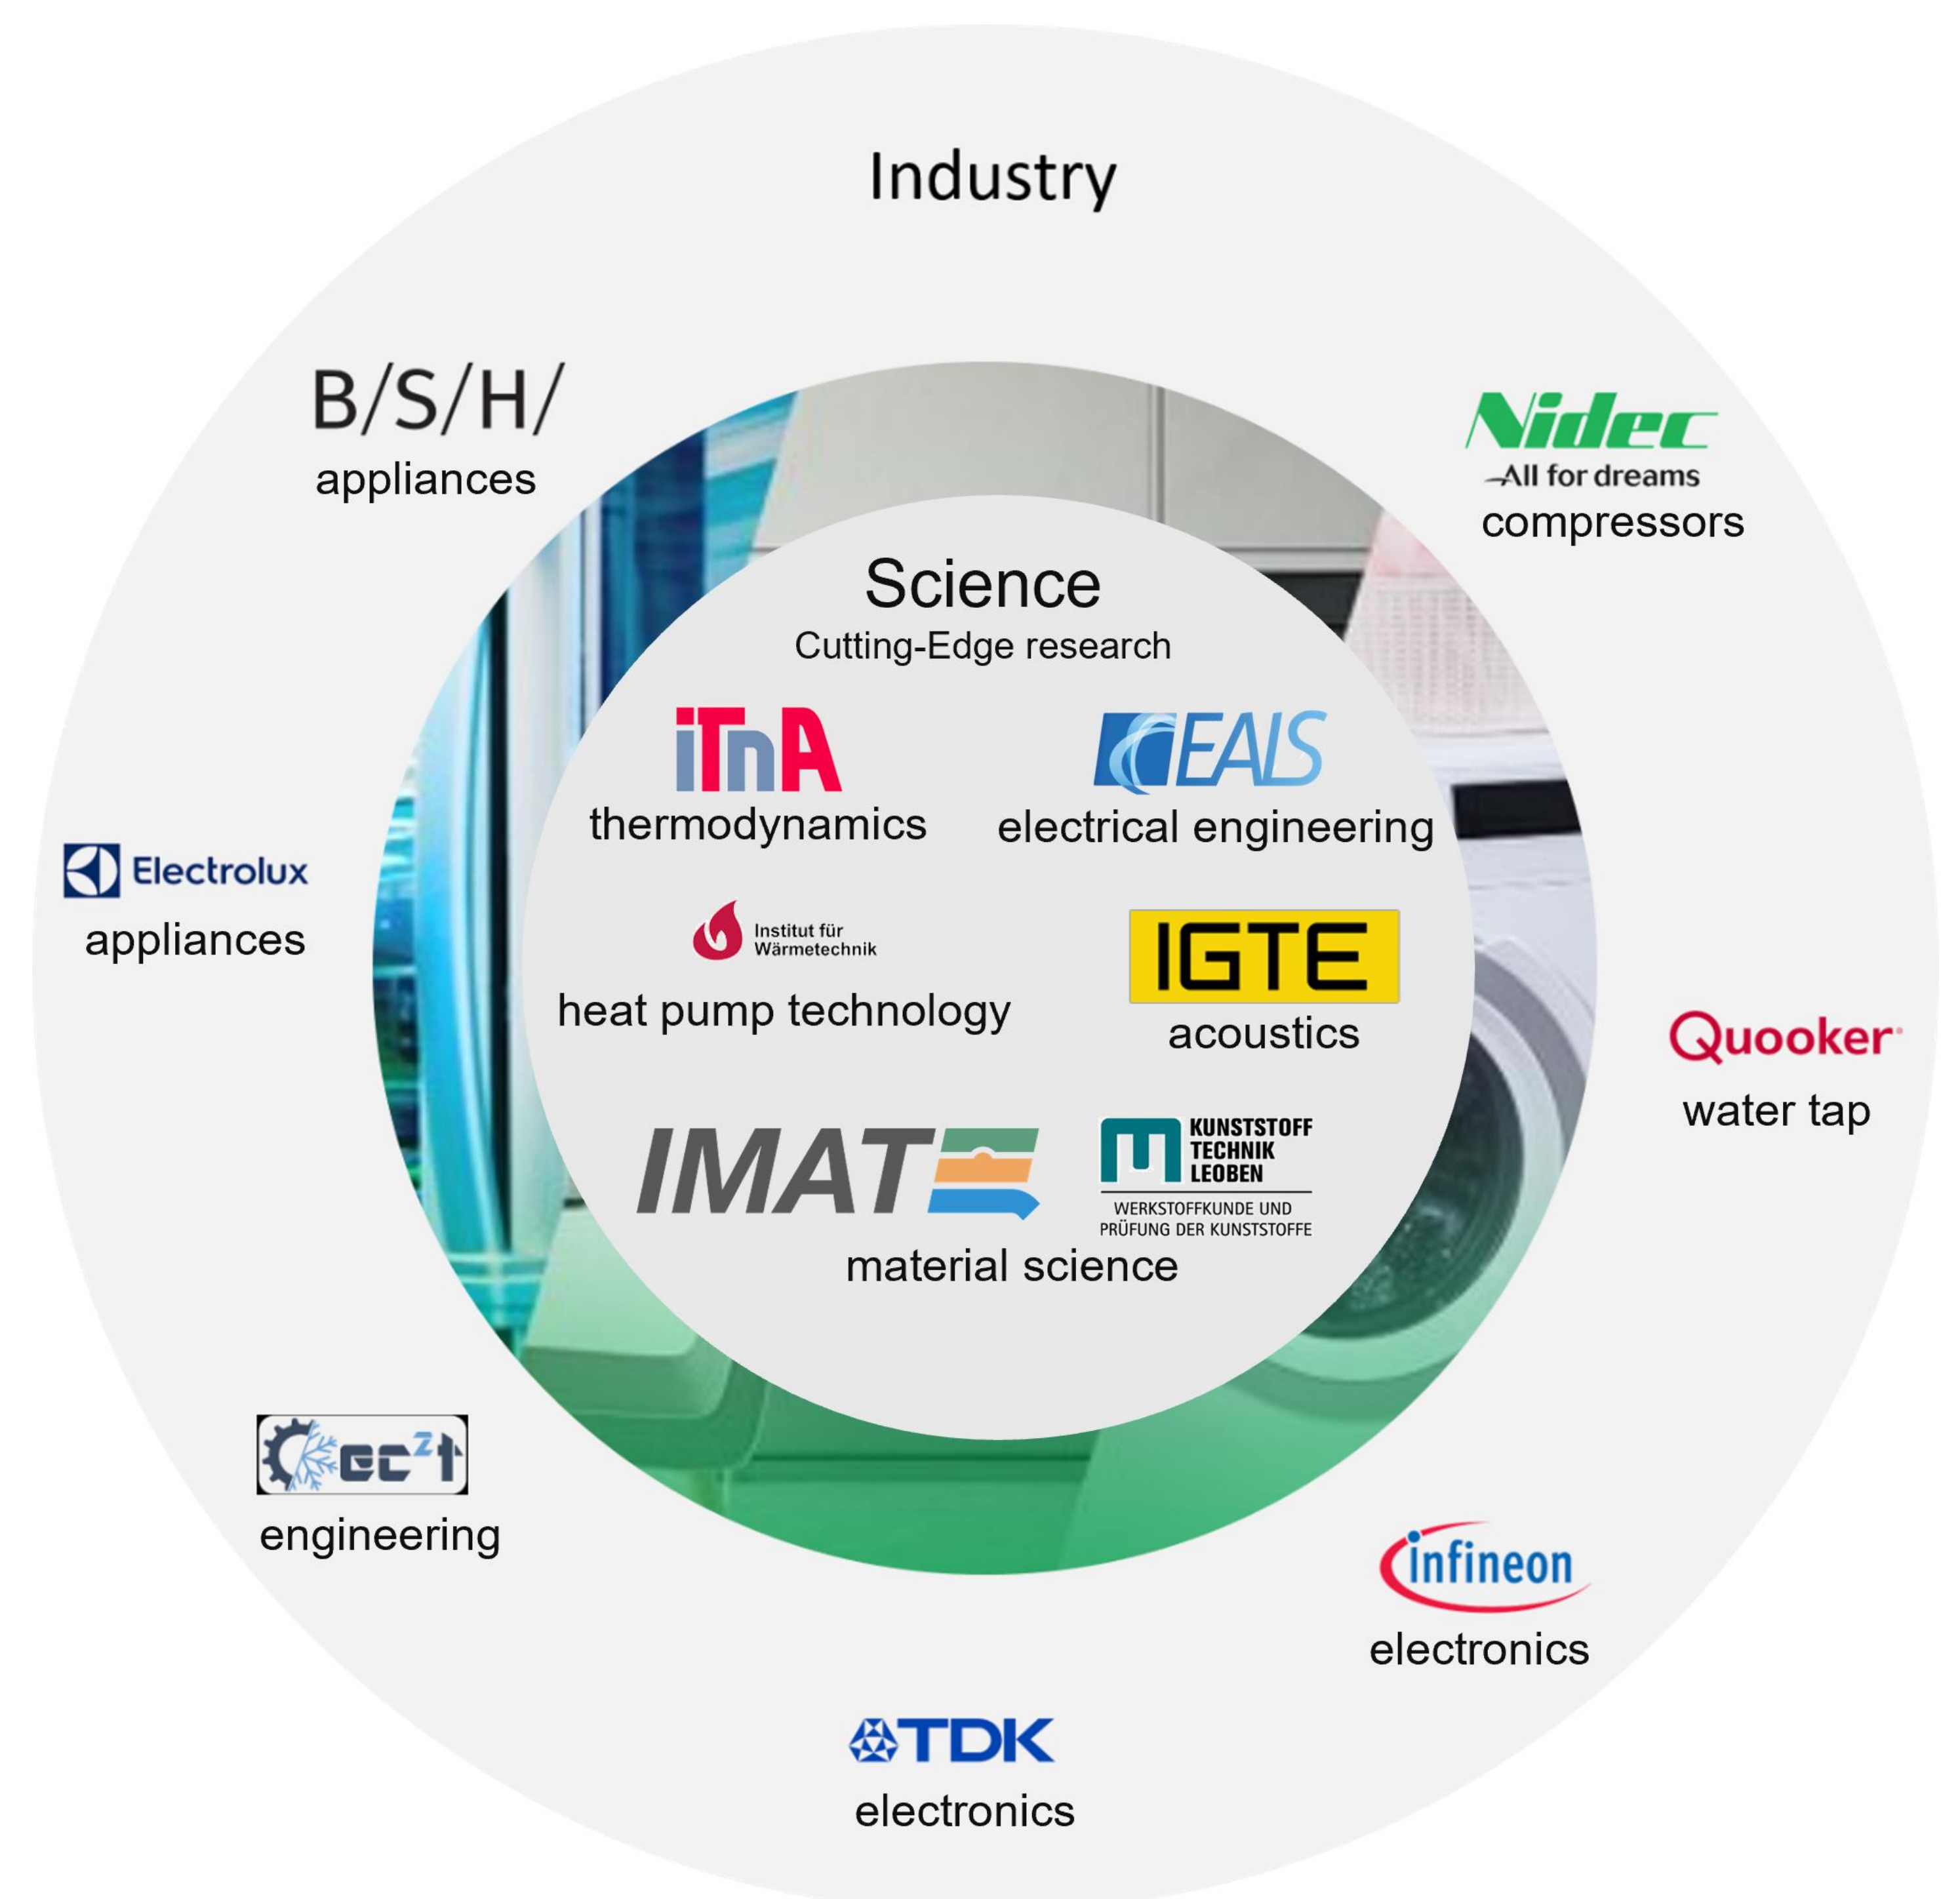 Industry
B/S/H/
appliances
Nidec
All for dreams
compressors
Science
Cutting-Edge research
iTnA
thermodynamics
EALS
electrical engineering
Electrolux
appliances
Institut für
Wärmetechnik
heat pump technology
IGTE
acoustics
Quooker
water tap
IMATE
KUNSTSTOFF
TECHNIK
LEOBEN
WERKSTOFFKUNDE UND
PRÜFUNG DER KUNSTSTOFFE
material science
ec²t
engineering
infineon
electronics
TDK
electronics